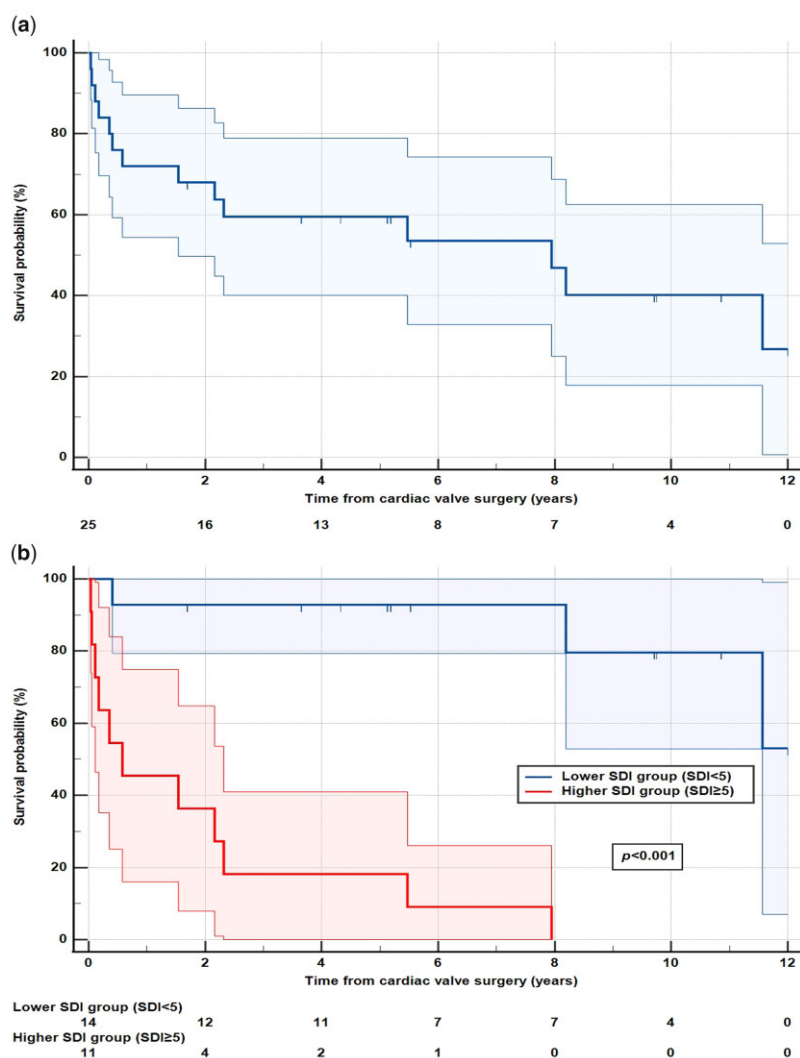 (a)
100
80
60
40
20
0
Survival probability (%)
0 2 4 6 8 10 12
Time from cardiac valve surgery (years)
25 16 13 8 7 4 0
(b)
100
80
60
40
20
0
Survival probability (%)
Lower SDI group (SDI<5)
Higher SDI group (SDI≥5)
p<0.001
0 2 4 6 8 10 12
Time from cardiac valve surgery (years)
Lower SDI group (SDI<5)
14 12 11 7 7 4 0
Higher SDI group (SDI≥5)
11 4 2 1 0 0 0